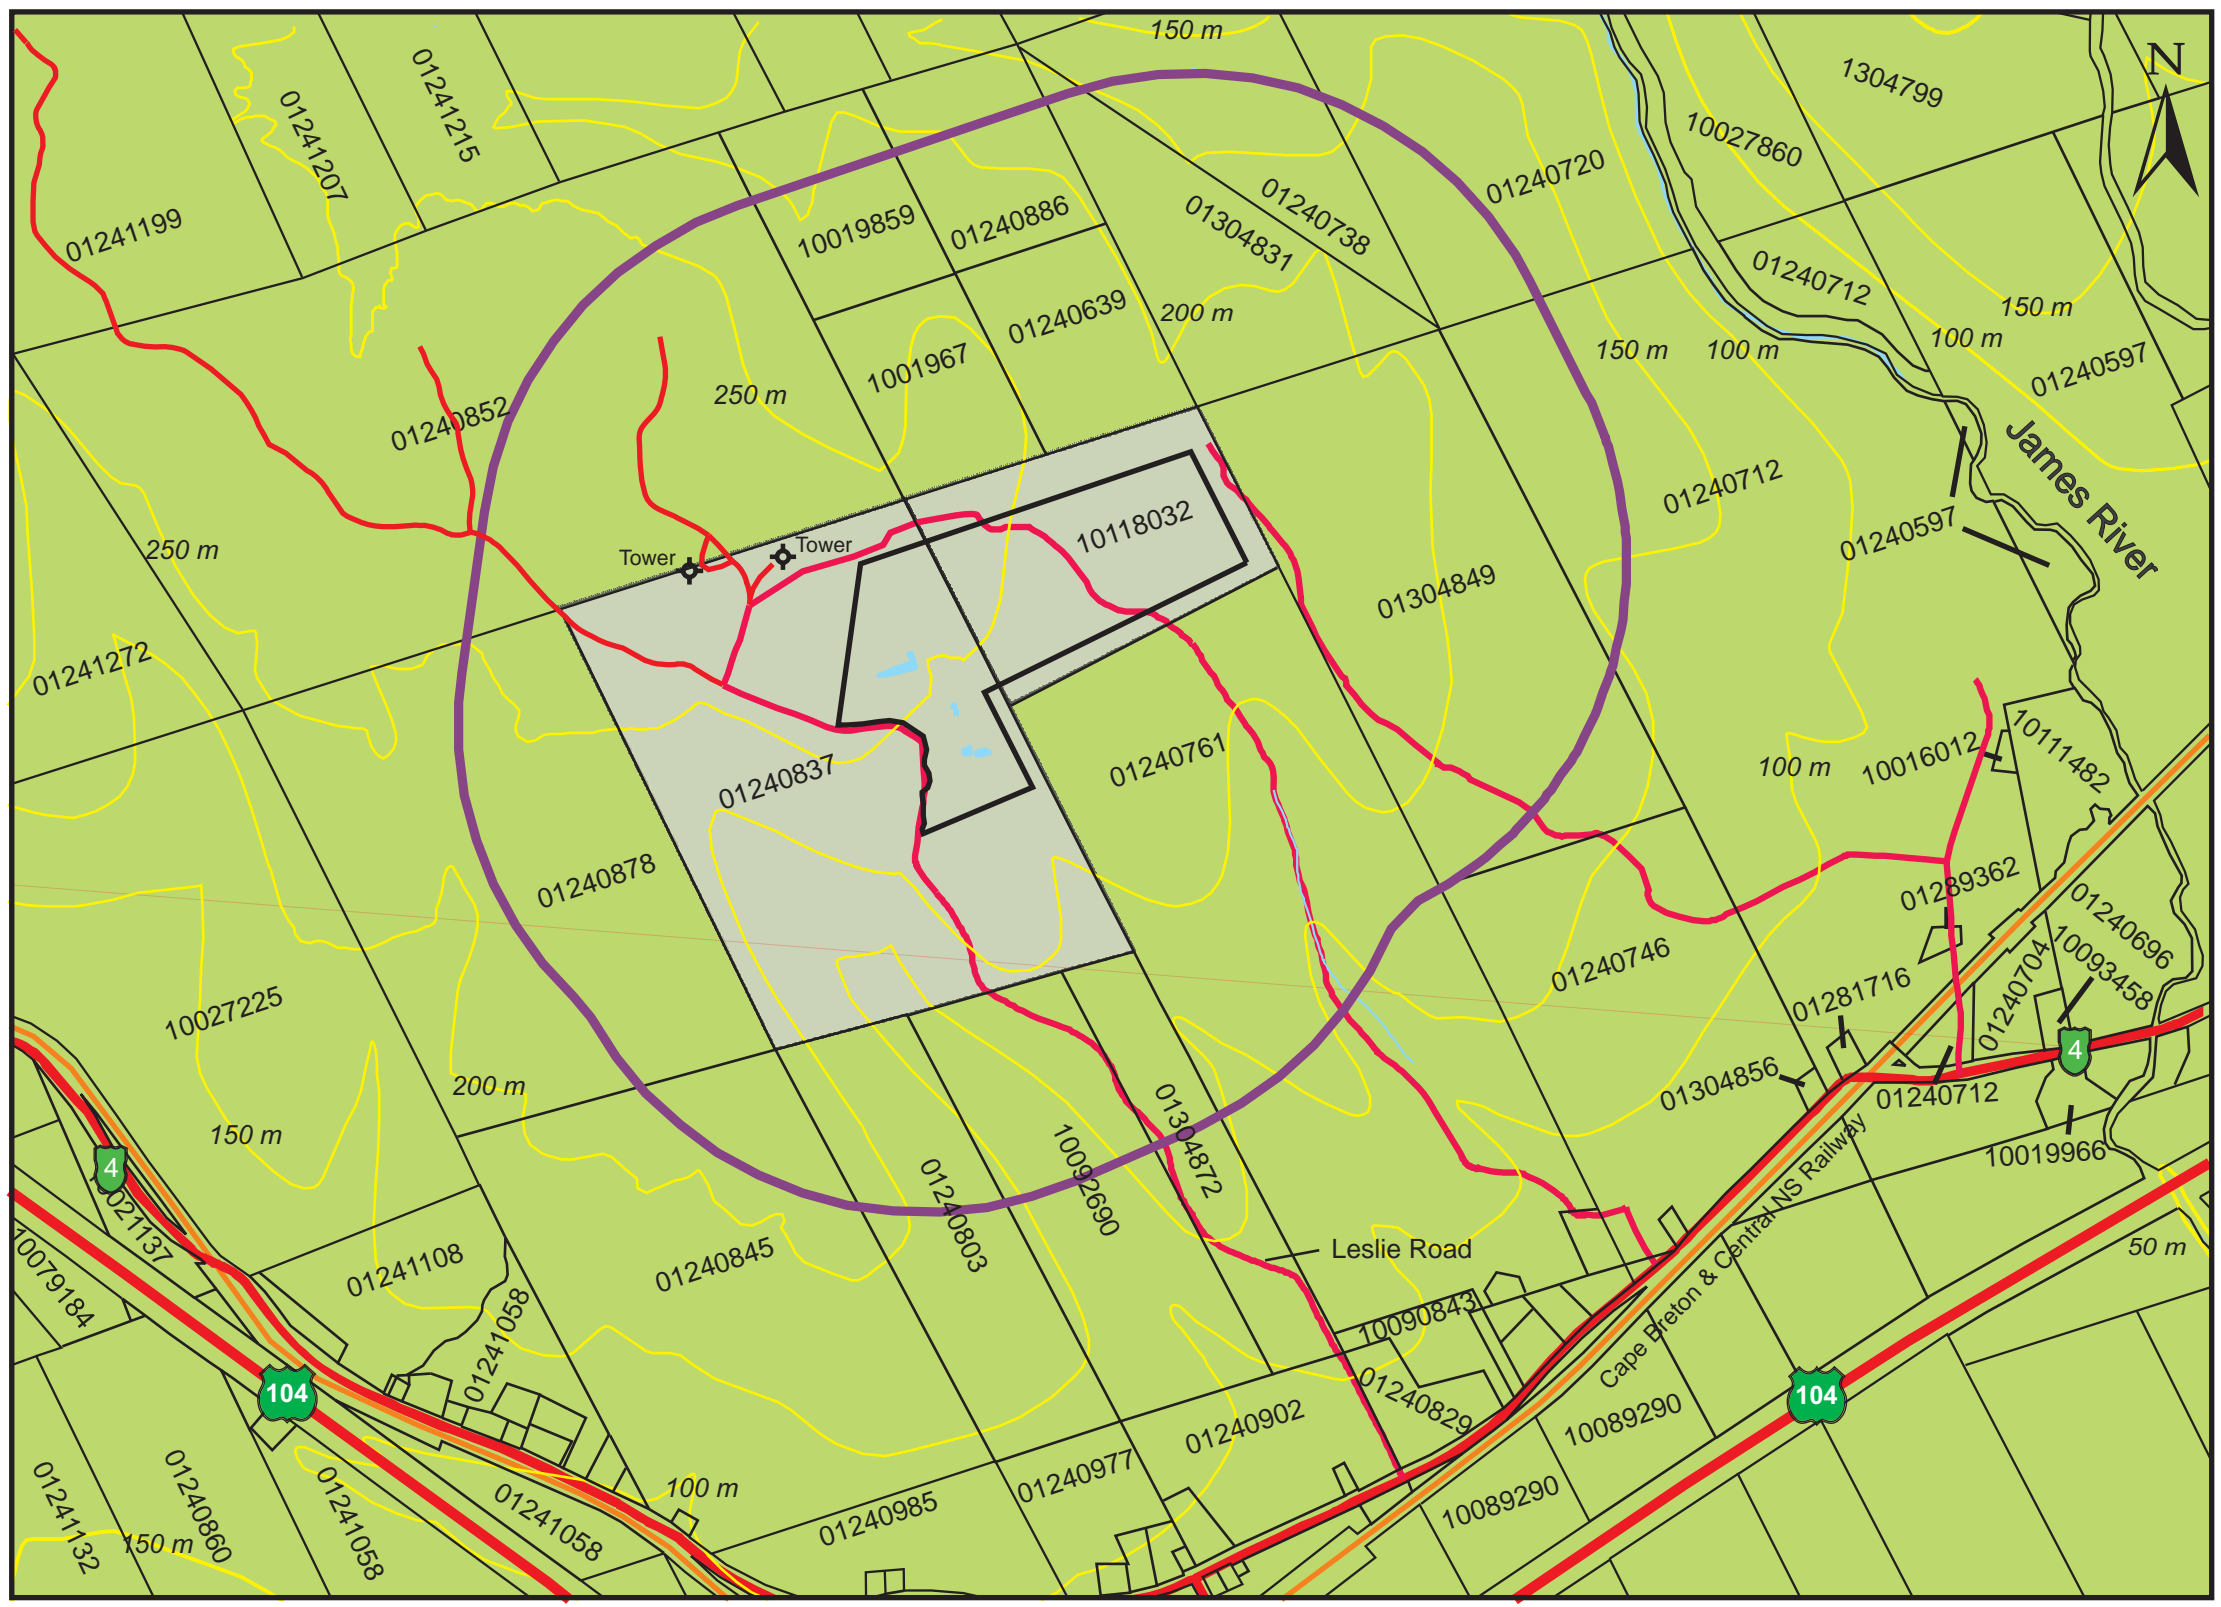 150 m
N
01241215
1304799
01241207
10027860
01241199
01240720
10019859
01240886
01304831
01240738
01240712
150 m
100 m
200 m
01240639
150 m
100 m
1001967
01240597
250 m
01240852
James River
01240712
10118032
01240597
250 m
Tower
Tower
01304849
01241272
01240761
01240837
100 m
10016012
10111482
01240878
01289362
01240696
10093458
01240704
01240746
01281716
10027225
4
01304856
01240712
200 m
150 m
4
01304872
10092690
01240803
10019966
50 m
Leslie Road
Cape Breton & Central NS Railway
01240845
01241108
10079184
01241058
10090843
104
104
01240829
01240902
10089290
01240977
10089290
100 m
01240985
01241058
01241058
01240860
01241132
150 m